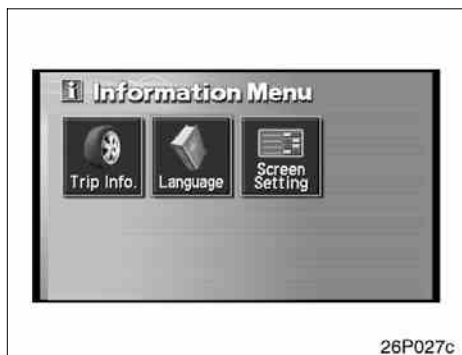 i Information Menu
Trip Info.
Language
Screen
Setting
26P027c